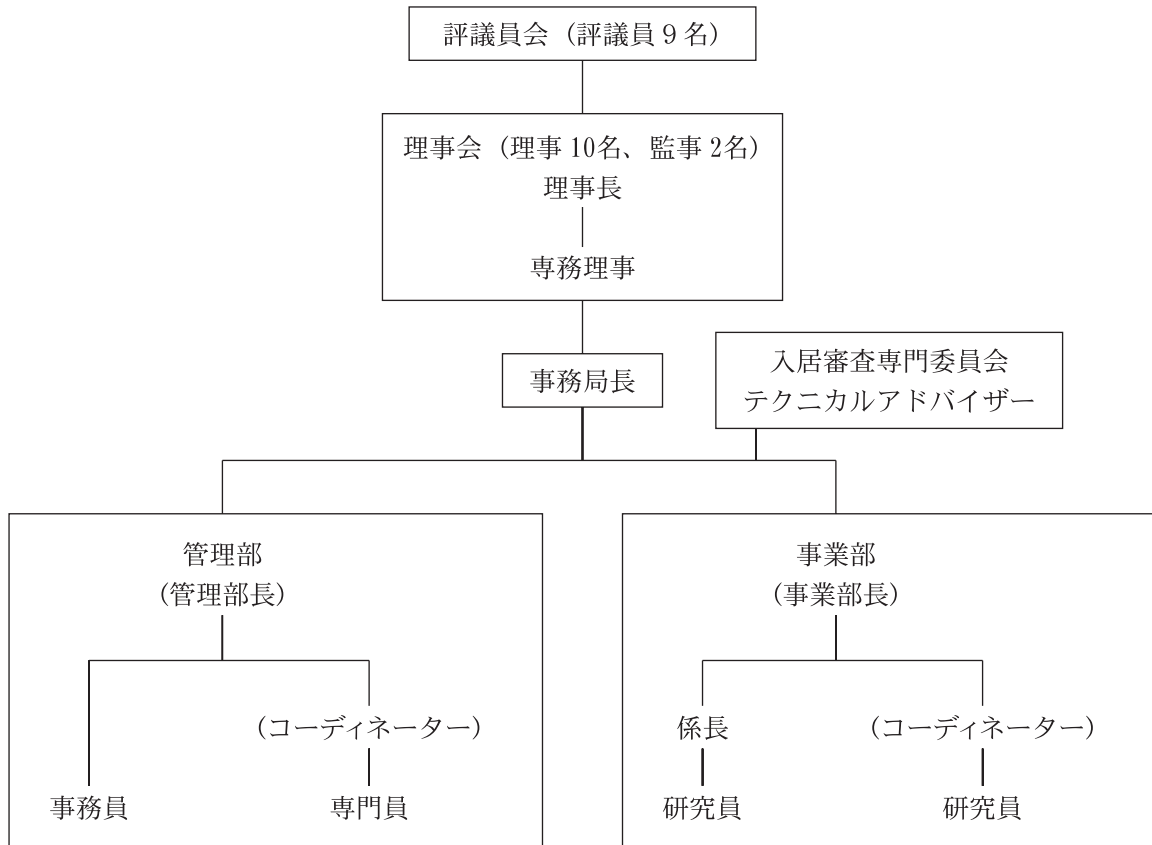 評議員会（評議員９名）
理事会（理事 10名、監事 2名）
理事長
専務理事
事務局長
入居審査専門委員会
テクニカルアドバイザー
管理部
（管理部長）
事務員
（コーディネーター）
専門員
事業部
（事業部長）
係長
研究員
（コーディネーター）
研究員